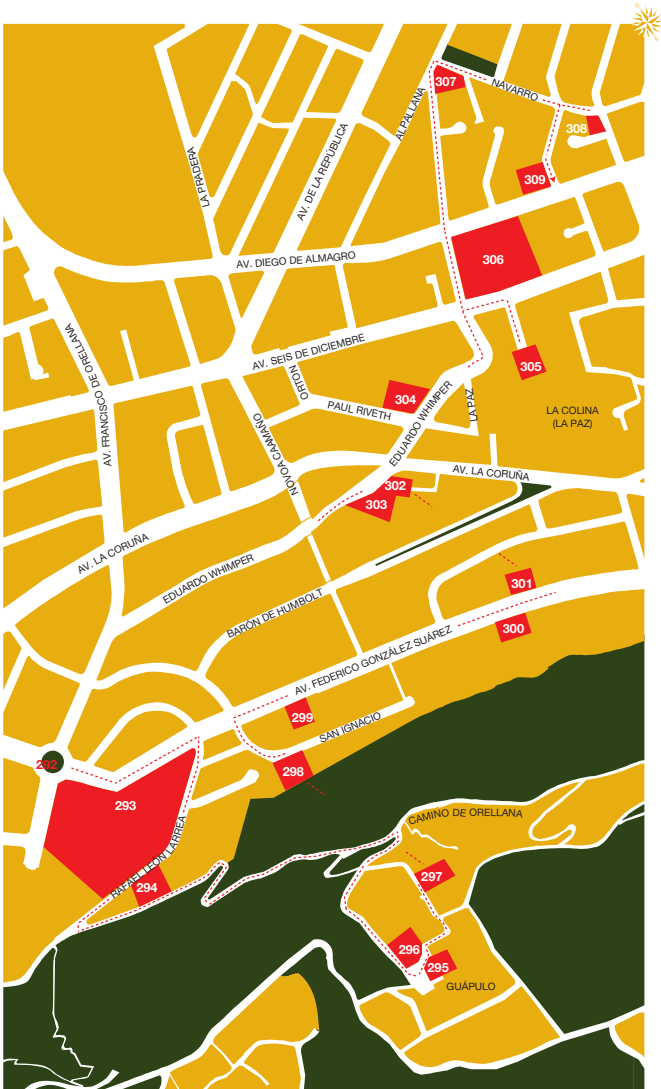 307
NAVARRO
308
AV. DE LA REPÚBLICA
ALPALLANA
LA PRADERA
309
306
AV. DIEGO DE ALMAGRO
AV. SEIS DE DICIEMBRE
305
AV. FRANCISCO DE ORELLANA
ORTON
304
PAUL RIVETH
EDUARDO WHIMPER
LA PAZ
LA COLINA
(LA PAZ)
NOVOA CAAMAÑO
AV. LA CORUÑA
302
303
AV. LA CORUÑA
EDUARDO WHIMPER
BARÓN DE HUMBOLT
301
300
AV. FEDERICO GONZÁLEZ SUÁREZ
299
SAN IGNACIO
292
298
293
CAMINO DE ORELLANA
RAFAEL LEÓN LARREA
294
297
296
295
GUÁPULO